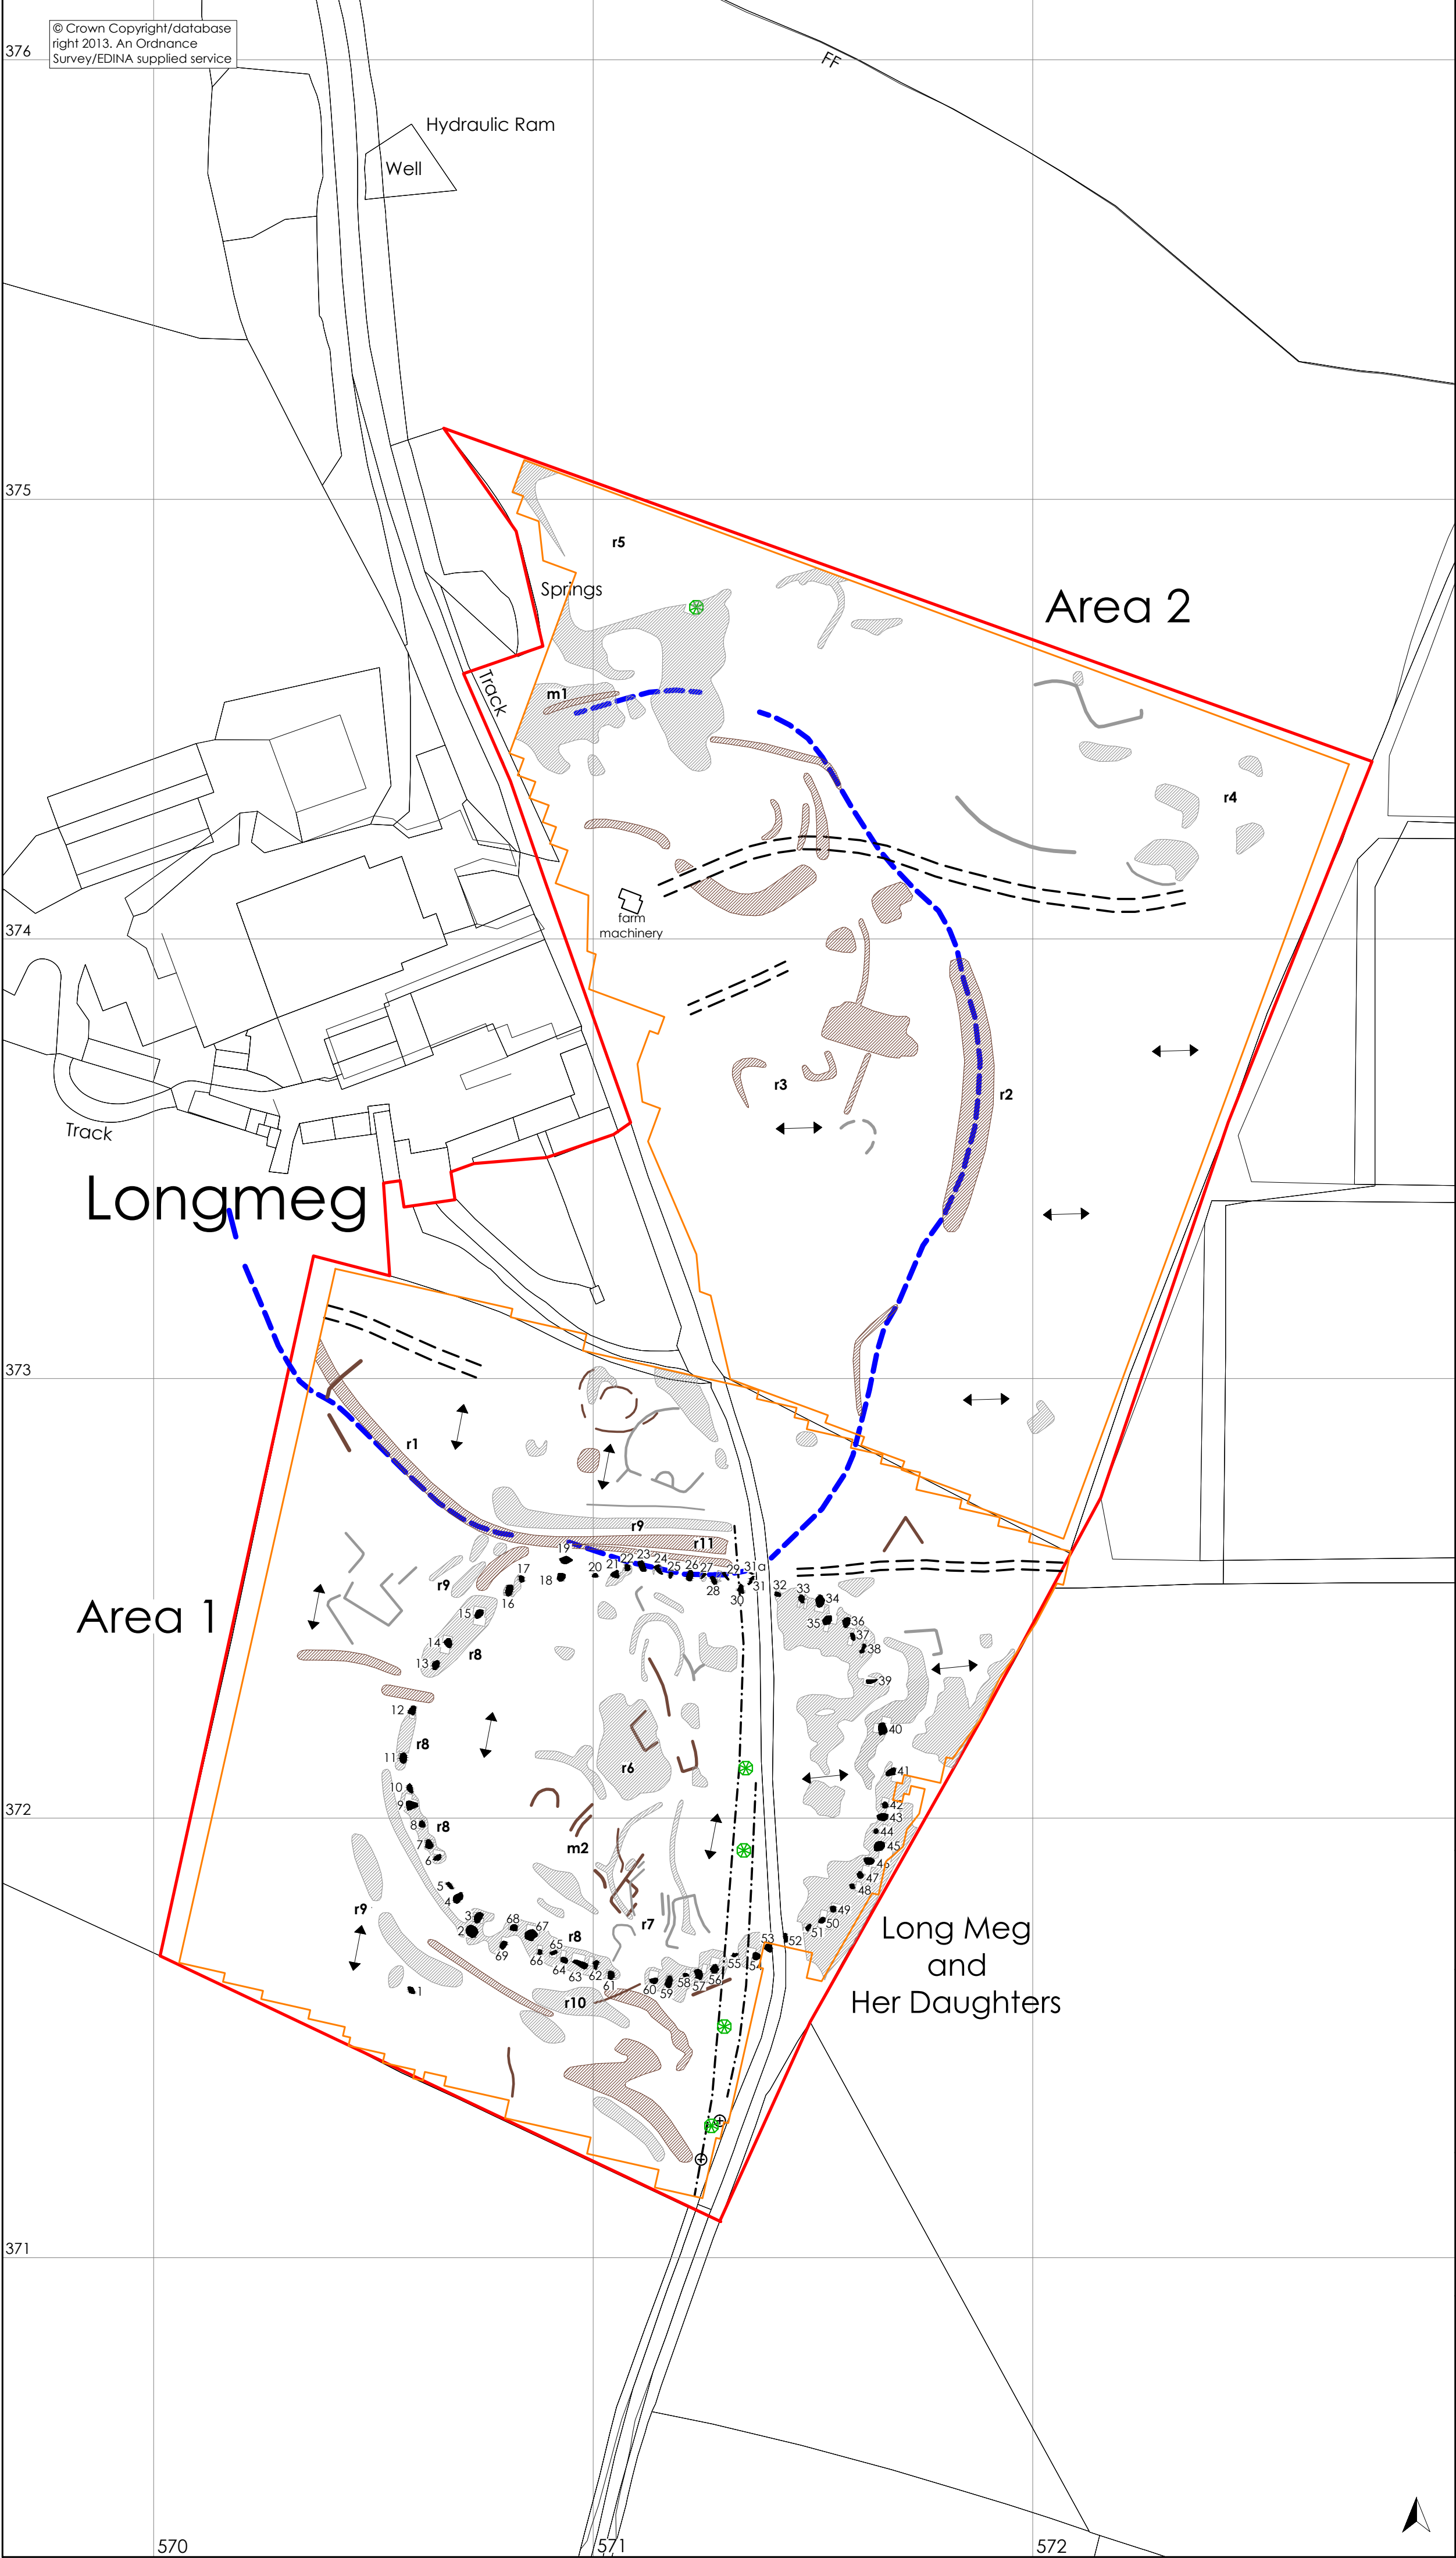 © Crown Copyright/database
right 2013. An Ordnance
Survey/EDINA supplied service
376
FF
Hydraulic Ram
Well
375
r5
Springs
Area 2
Track
m1
r4
farm
machinery
374
r3
r2
Track
Longmeg
373
r1
r9
r11
19
20
21
22
23
24
25
26
27
28
29
30
31a
31
32
33
34
35
36
37
38
39
40
41
42
43
44
45
46
47
48
49
50
51
52
53
54
55
56
57
58
59
60
61
62
63
64
65
66
67
68
69
18
17
16
15
14
13
12
11
10
9
8
7
6
5
4
3
2
1
r9
Area 1
r8
r8
r6
372
r8
m2
r9
r7
r8
r10
Long Meg
and
Her Daughters
371
570
571
572